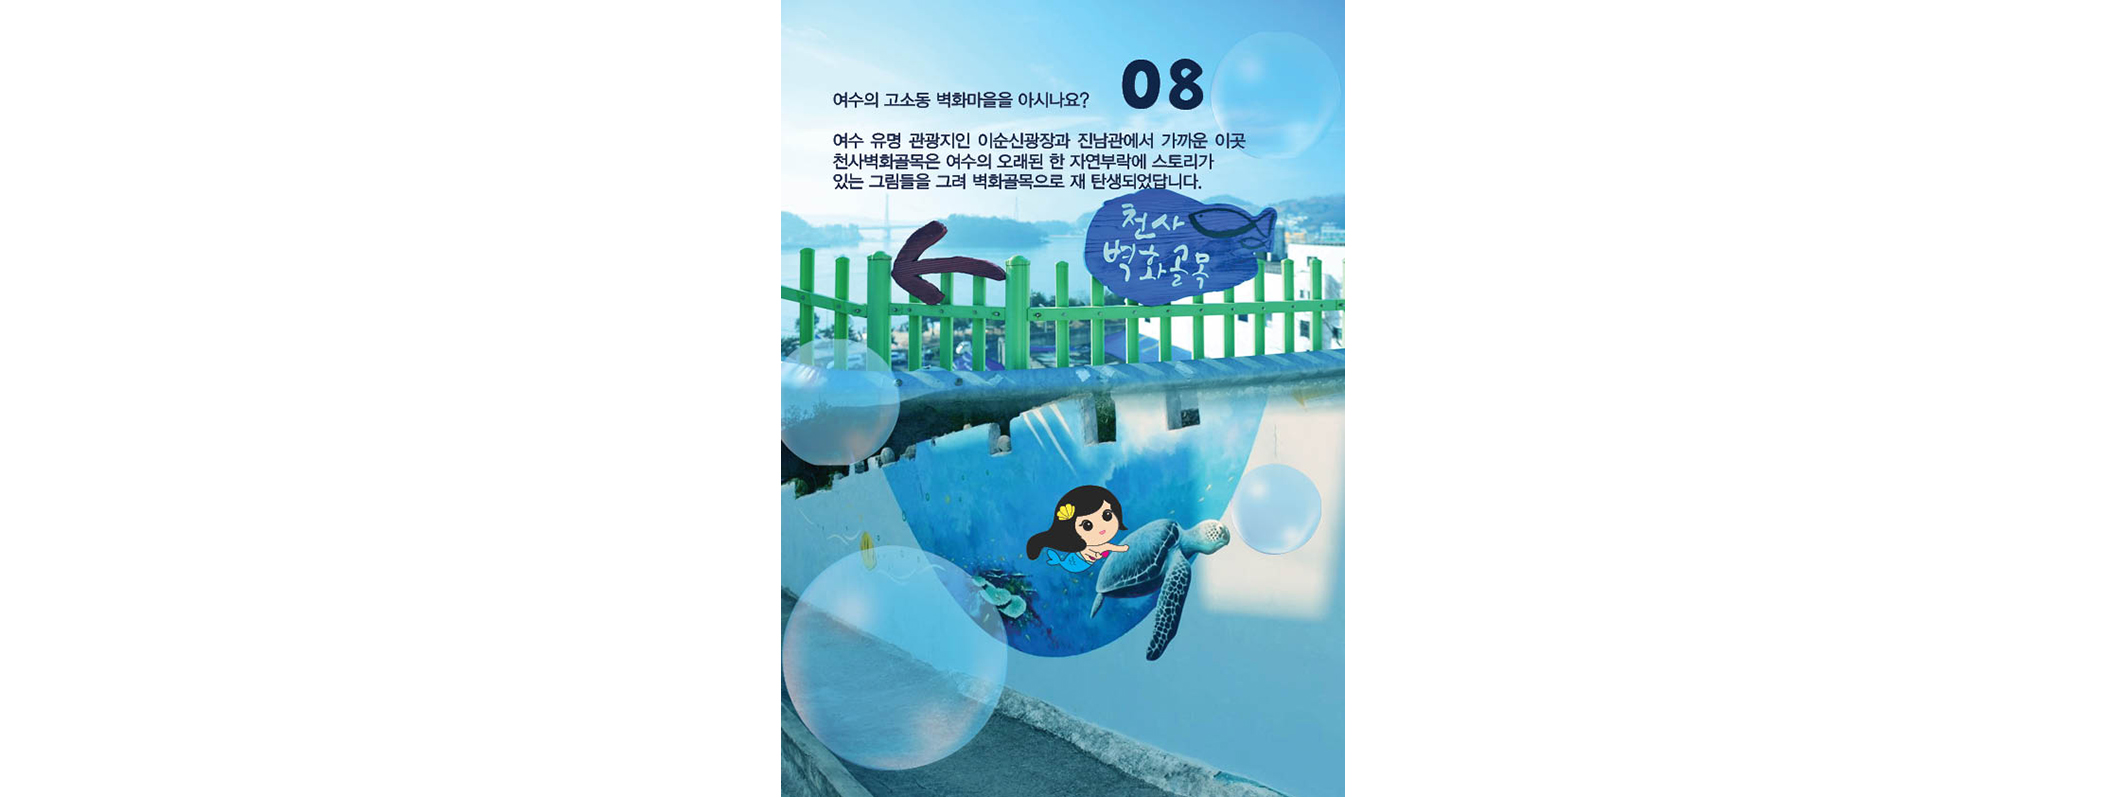 08
여수의 고소동 벽화마을을 아시나요?
여수 유명 관광지인 이순신광장과 진남관에서 가까운 이곳
천사벽화골목은 여수의 오래된 한 자연부락에 스토리가
있는 그림들을 그려 벽화골목으로 재 탄생되었답니다.
천사
벽화골목